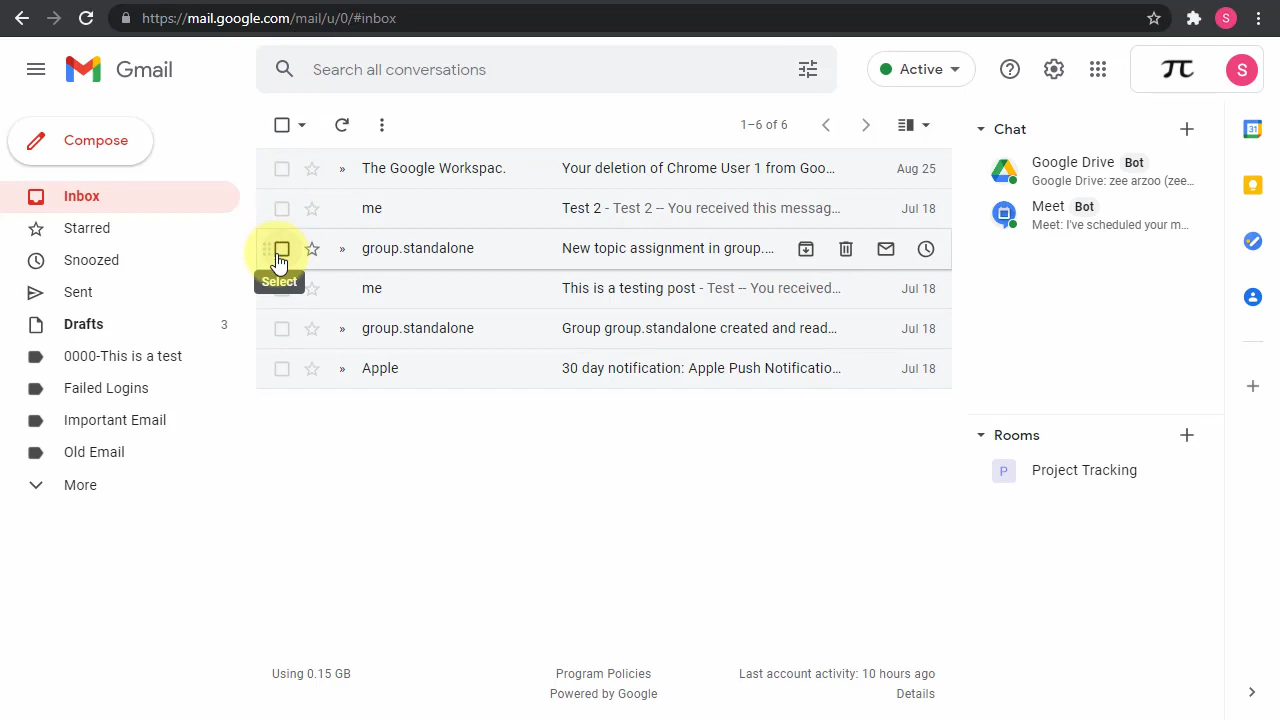 https://mail.google.com/mail/u/0/#inbox
S
Gmail
Search all conversations
Active
S
Compose
1–6 of 6
Inbox
Starred
Snoozed
Sent
Drafts 3
0000-This is a test
Failed Logins
Important Email
Old Email
More
» The Google Workspac. Your deletion of Chrome User 1 from Goo... Aug 25
me Test 2 - Test 2 -- You received this messag... Jul 18
» group.standalone New topic assignment in group....
Select
me This is a testing post - Test -- You received... Jul 18
» group.standalone Group group.standalone created and read... Jul 18
» Apple 30 day notification: Apple Push Notificatio... Jul 18
Chat
Google Drive Bot
Google Drive: zee arzoo (zee...
Meet Bot
Meet: I've scheduled your m...
Rooms
P Project Tracking
31
Using 0.15 GB
Program Policies
Powered by Google
Last account activity: 10 hours ago
Details